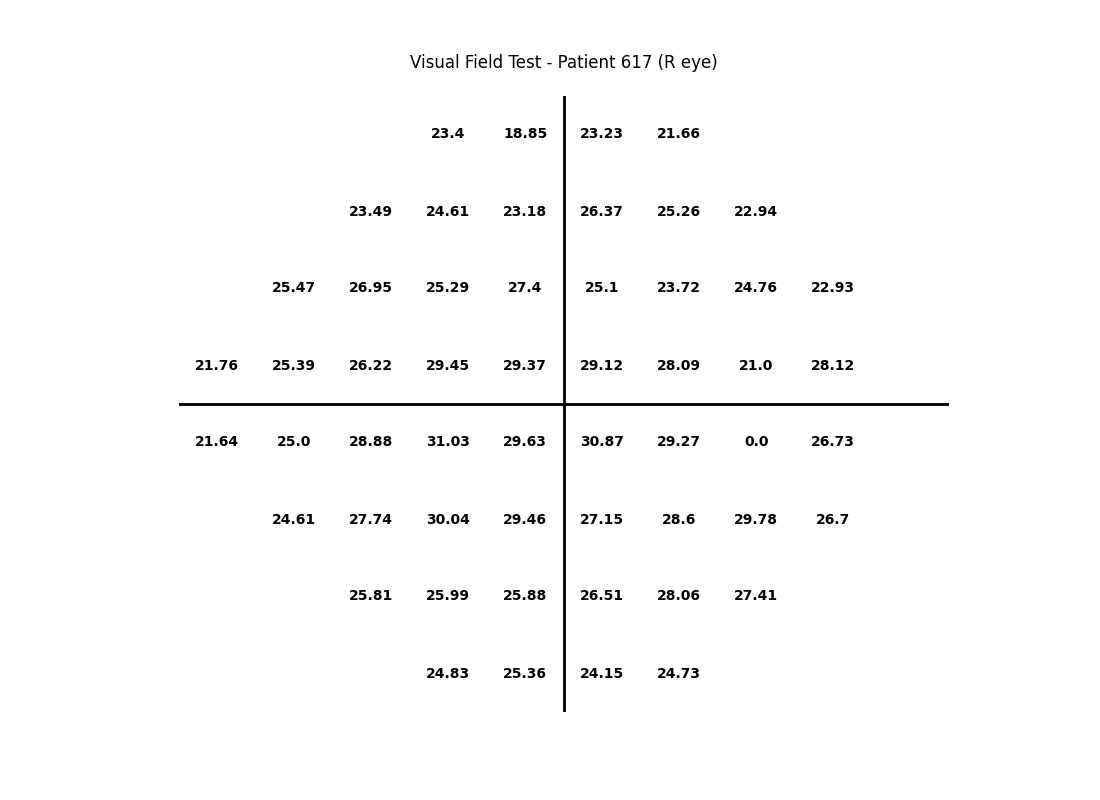 Visual Field Test - Patient 617 (R eye)
23.4 18.85 23.23 21.66
23.49 24.61 23.18 26.37 25.26 22.94
25.47 26.95 25.29 27.4 25.1 23.72 24.76 22.93
21.76 25.39 26.22 29.45 29.37 29.12 28.09 21.0 28.12
21.64 25.0 28.88 31.03 29.63 30.87 29.27 0.0 26.73
24.61 27.74 30.04 29.46 27.15 28.6 29.78 26.7
25.81 25.99 25.88 26.51 28.06 27.41
24.83 25.36 24.15 24.73